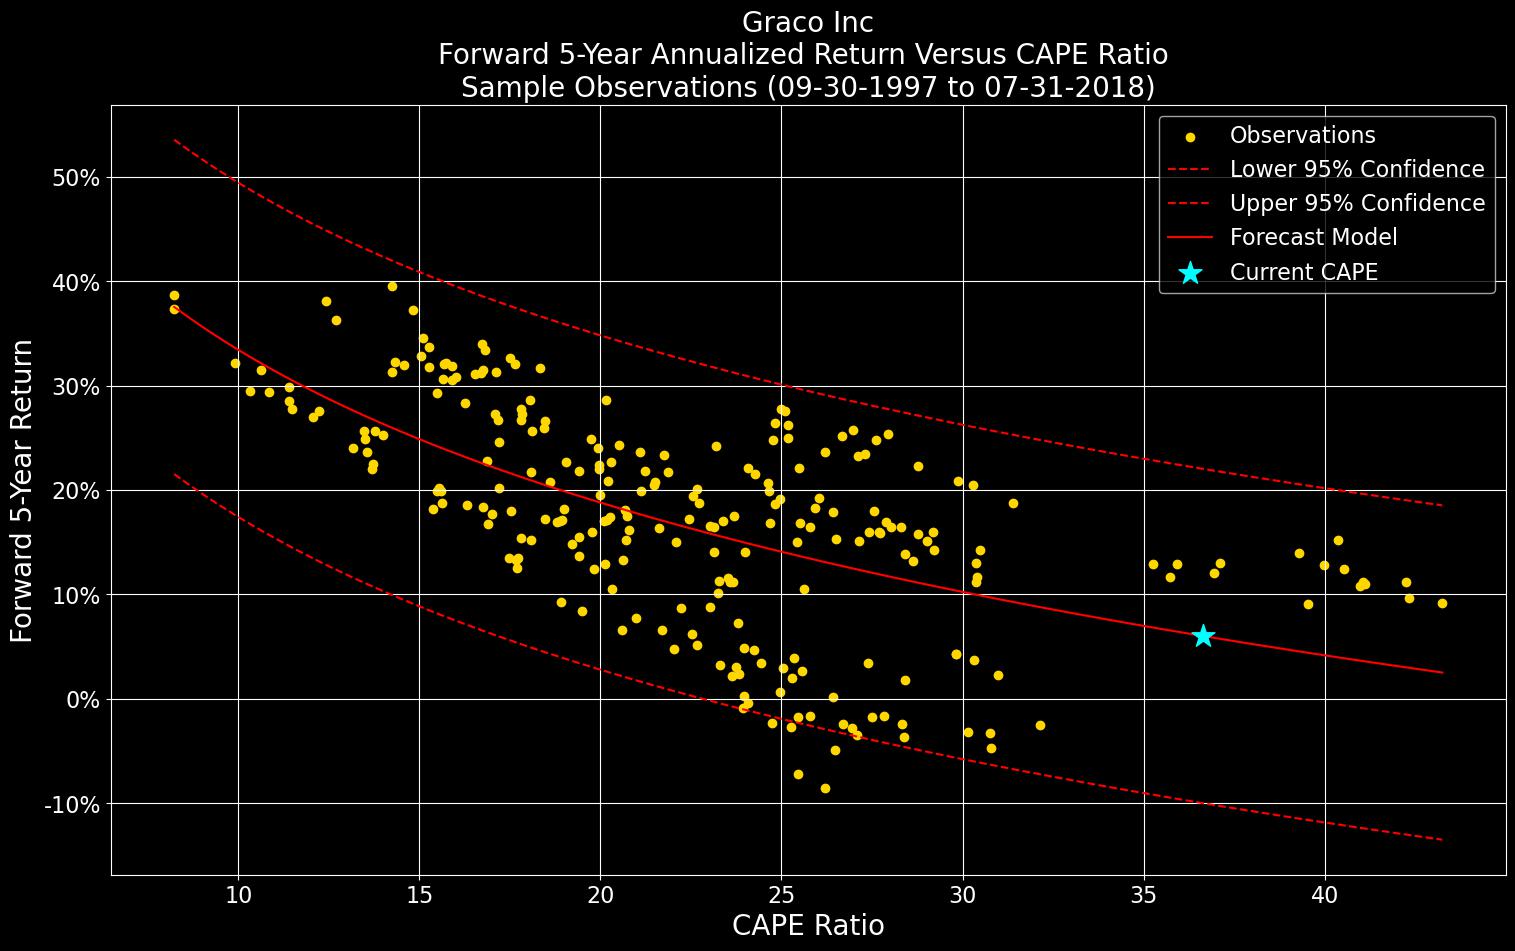 Graco Inc
Forward 5-Year Annualized Return Versus CAPE Ratio
Sample Observations (09-30-1997 to 07-31-2018)
Observations
Lower 95% Confidence
Upper 95% Confidence
Forecast Model
Current CAPE
Forward 5-Year Return
50%
40%
30%
20%
10%
0%
-10%
10 15 20 25 30 35 40
CAPE Ratio